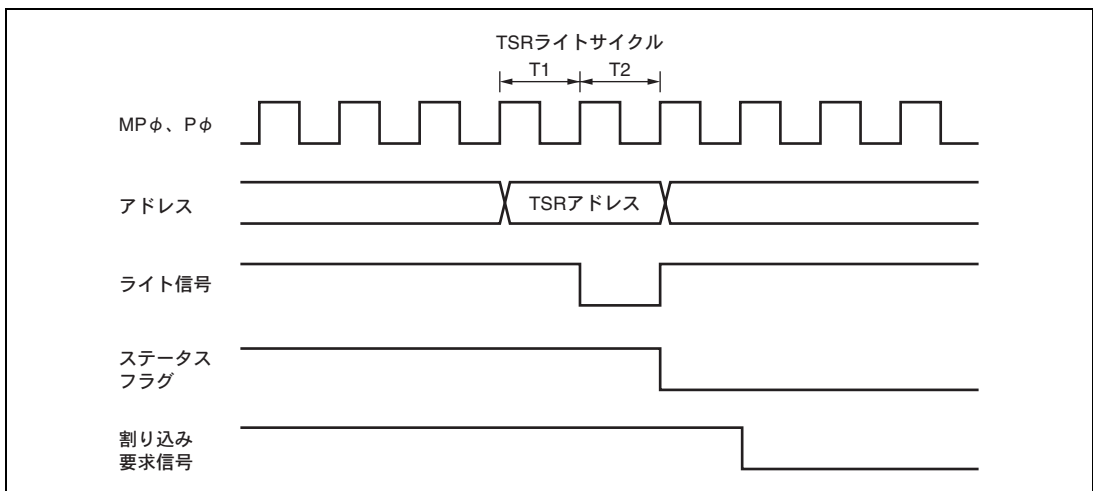 TSRライトサイクル
T1
T2
MPφ、Pφ
アドレス
TSRアドレス
ライト信号
ステータス
フラグ
割り込み
要求信号